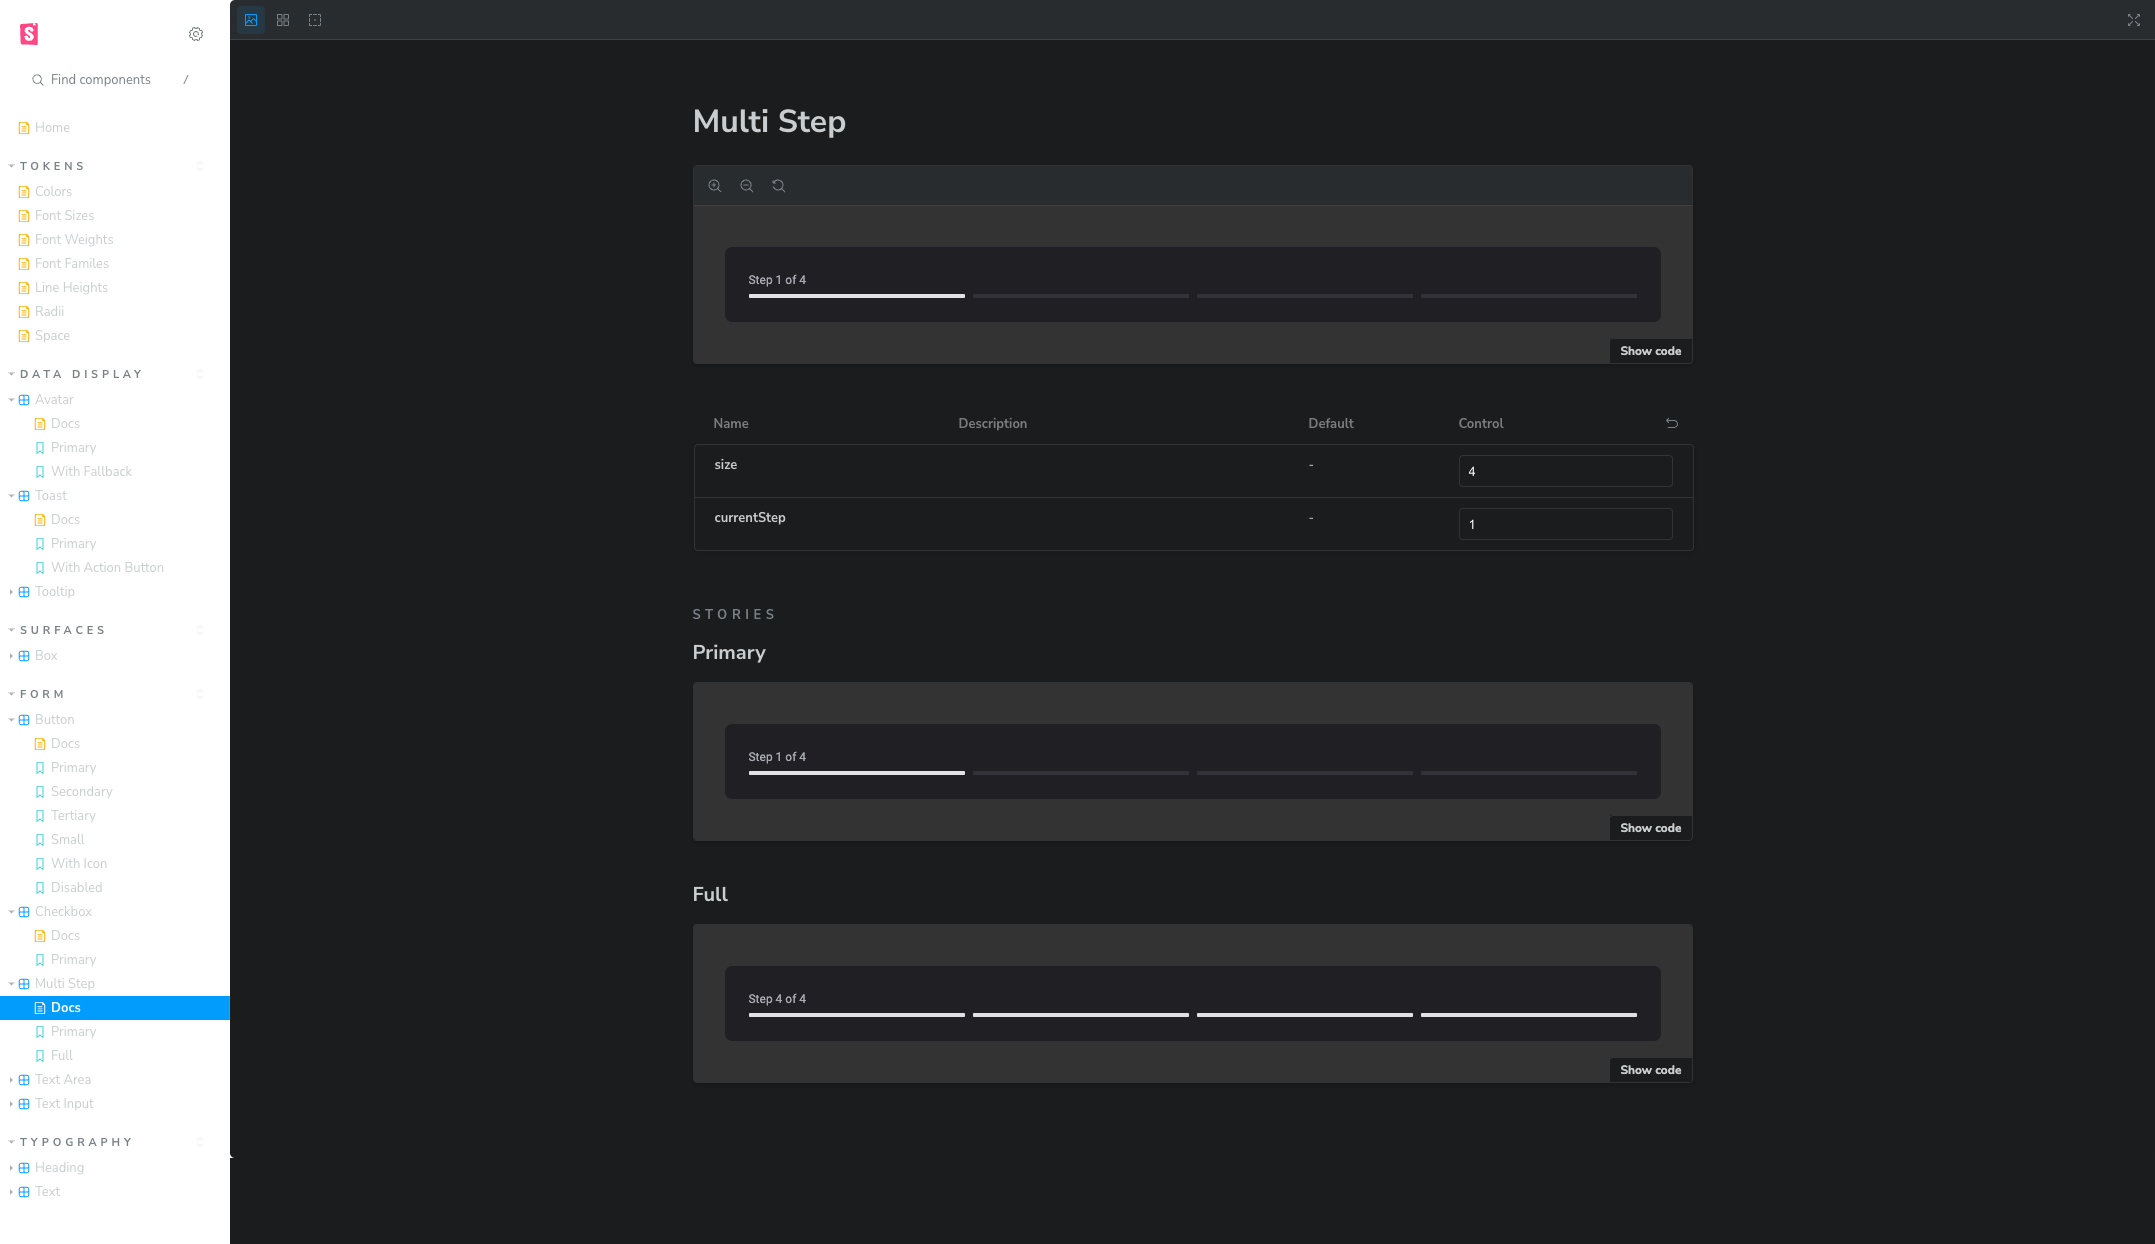 S
Find components /
Home
TOKENS
Colors
Font Sizes
Font Weights
Font Familes
Line Heights
Radii
Space
DATA DISPLAY
Avatar
Docs
Primary
With Fallback
Toast
Docs
Primary
With Action Button
Tooltip
SURFACES
Box
FORM
Button
Docs
Primary
Secondary
Tertiary
Small
With Icon
Disabled
Checkbox
Docs
Primary
Multi Step
Docs
Primary
Full
Text Area
Text Input
TYPOGRAPHY
Heading
Text
Multi Step
Step 1 of 4
Show code
Name Description Default Control
size - 4
currentStep - 1
STORIES
Primary
Step 1 of 4
Show code
Full
Step 4 of 4
Show code